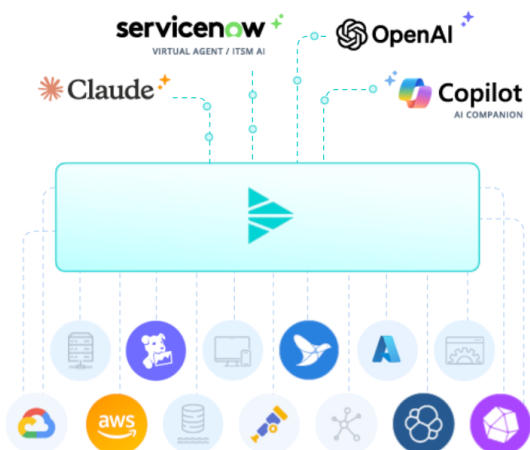 servicenow
VIRTUAL AGENT / ITSM AI
OpenAI
Claude
Copilot
AI COMPANION
aws